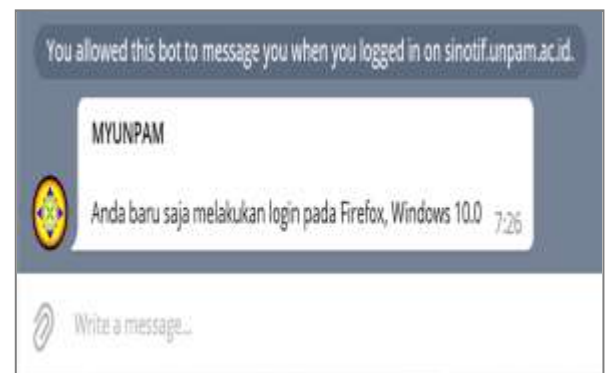 You allowed this bot to message you when you logged in on sinotif.unpam.ac.id.
MYUNPAM
Anda baru saja melakukan login pada Firefox, Windows 10.0 7:26
Write a message...